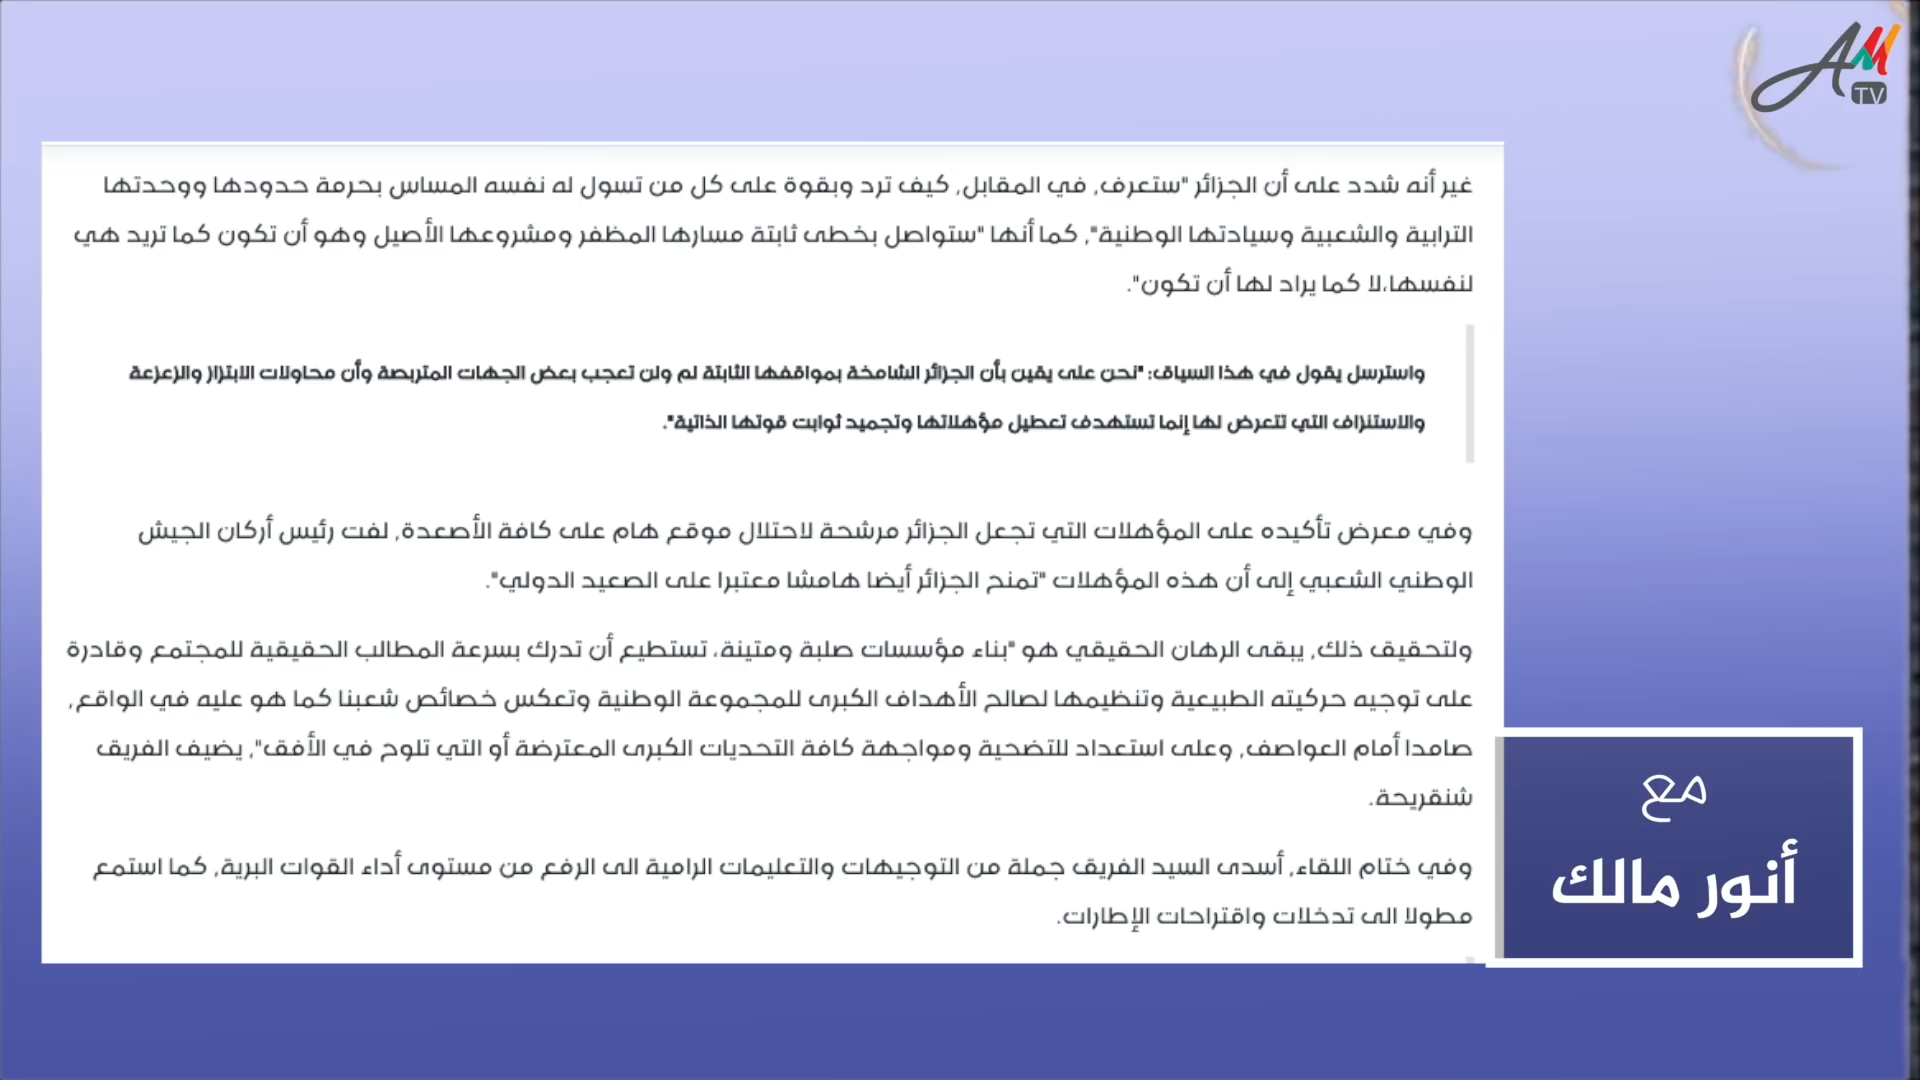 AM
TV
غير أنه شدد على أن الجزائر "ستعرف, في المقابل, كيف ترد وبقوة على كل من تسول له نفسه المساس بحرمة حدودها ووحدتها
الترابية والشعبية وسيادتها الوطنية", كما أنها "ستواصل بخطى ثابتة مسارها المظفر ومشروعها الأصيل وهو أن تكون كما تريد هي
لنفسها،لا كما يراد لها أن تكون".
واسترسل يقول في هذا السياق: "نحن على يقين بأن الجزائر الشامخة بمواقفها الثابتة لم ولن تعجب بعض الجهات المتربصة وأن محاولات الابتزاز والزعزعة
والاستنزاف التي تتعرض لها إنما تستهدف تعطيل مؤهلاتها وتجميد ثوابت قوتها الذاتية".
وفي معرض تأكيده على المؤهلات التي تجعل الجزائر مرشحة لاحتلال موقع هام على كافة الأصعدة, لفت رئيس أركان الجيش
الوطني الشعبي إلى أن هذه المؤهلات "تمنح الجزائر أيضا هامشا معتبرا على الصعيد الدولي".
ولتحقيق ذلك, يبقى الرهان الحقيقي هو "بناء مؤسسات صلبة ومتينة، تستطيع أن تدرك بسرعة المطالب الحقيقية للمجتمع وقادرة
على توجيه حركيته الطبيعية وتنظيمها لصالح الأهداف الكبرى للمجموعة الوطنية وتعكس خصائص شعبنا كما هو عليه في الواقع,
صامدا أمام العواصف, وعلى استعداد للتضحية ومواجهة كافة التحديات الكبرى المعترضة أو التي تلوح في الأفق", يضيف الفريق
شنقريحة.
وفي ختام اللقاء, أسدى السيد الفريق جملة من التوجيهات والتعليمات الرامية الى الرفع من مستوى أداء القوات البرية, كما استمع
مطولا الى تدخلات واقتراحات الإطارات.
مع
أنور مالك